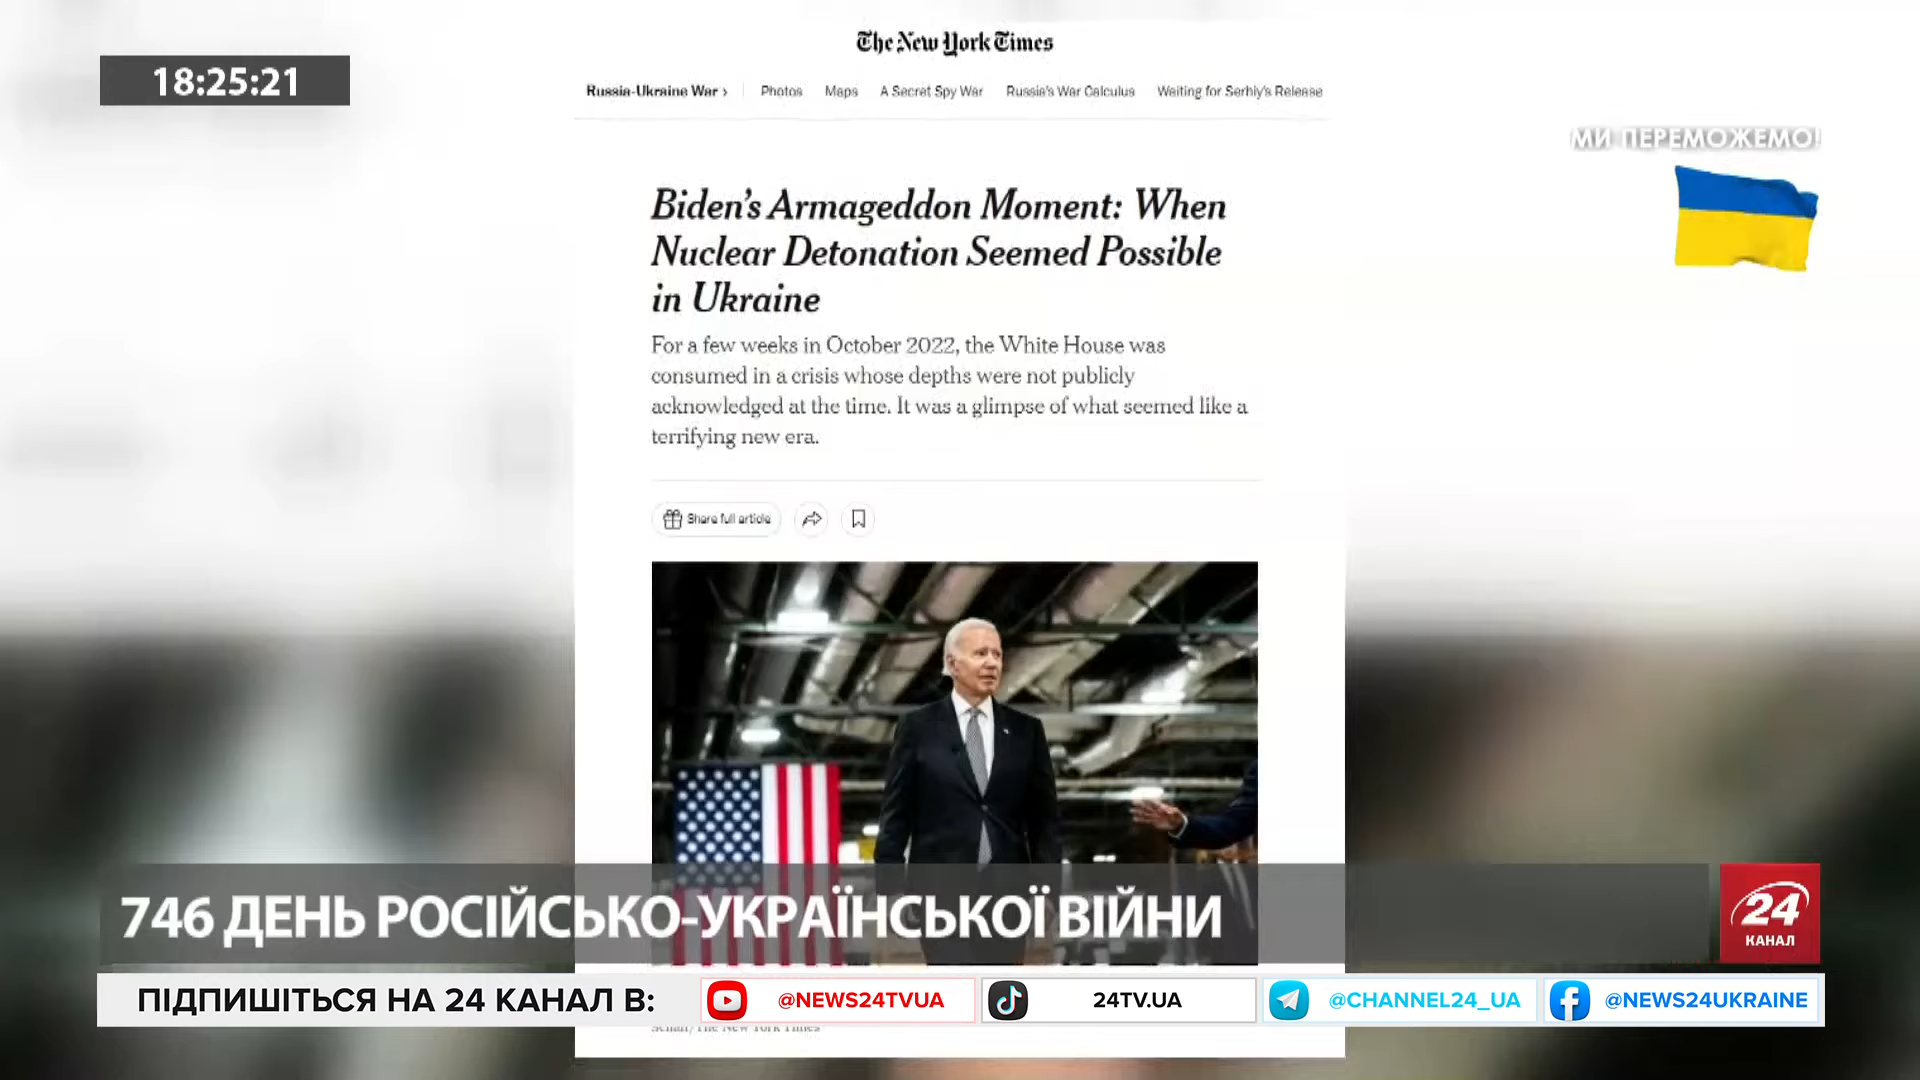 The New York Times
18:25:21
Russia-Ukraine War › Photos Maps A Secret Spy War Russia's War Calculus Waiting for Serhiy's Release
МИ ПЕРЕМОЖЕМО!
Biden's Armageddon Moment: When
Nuclear Detonation Seemed Possible
in Ukraine
For a few weeks in October 2022, the White House was
consumed in a crisis whose depths were not publicly
acknowledged at the time. It was a glimpse of what seemed like a
terrifying new era.
Share full article
746 ДЕНЬ РОСІЙСЬКО-УКРАЇНСЬКОЇ ВІЙНИ
24
КАНАЛ
ПІДПИШІТЬСЯ НА 24 КАНАЛ В: @NEWS24TVUA 24TV.UA @CHANNEL24_UA @NEWS24UKRAINE
The New York Times